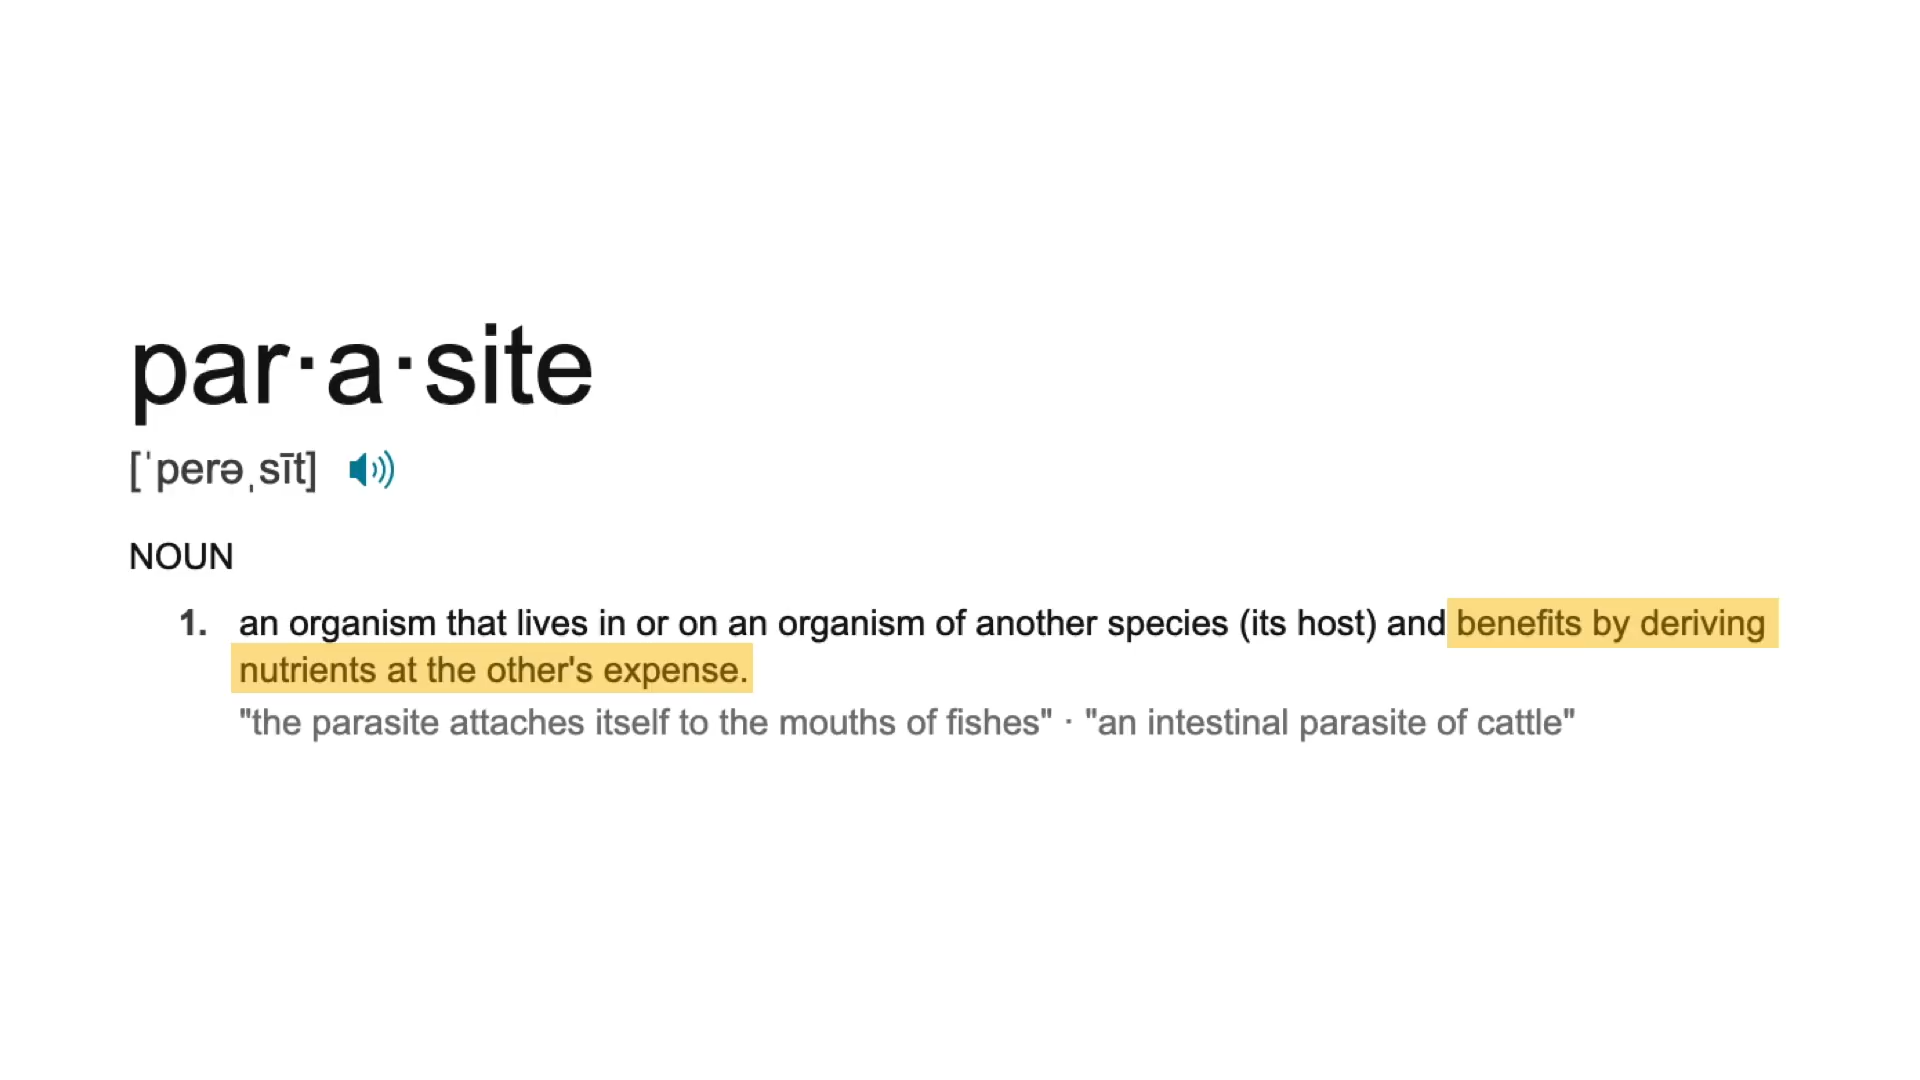 par·a·site
[ˈperəˌsīt]
NOUN
1. an organism that lives in or on an organism of another species (its host) and benefits by deriving
nutrients at the other's expense.
"the parasite attaches itself to the mouths of fishes" · "an intestinal parasite of cattle"